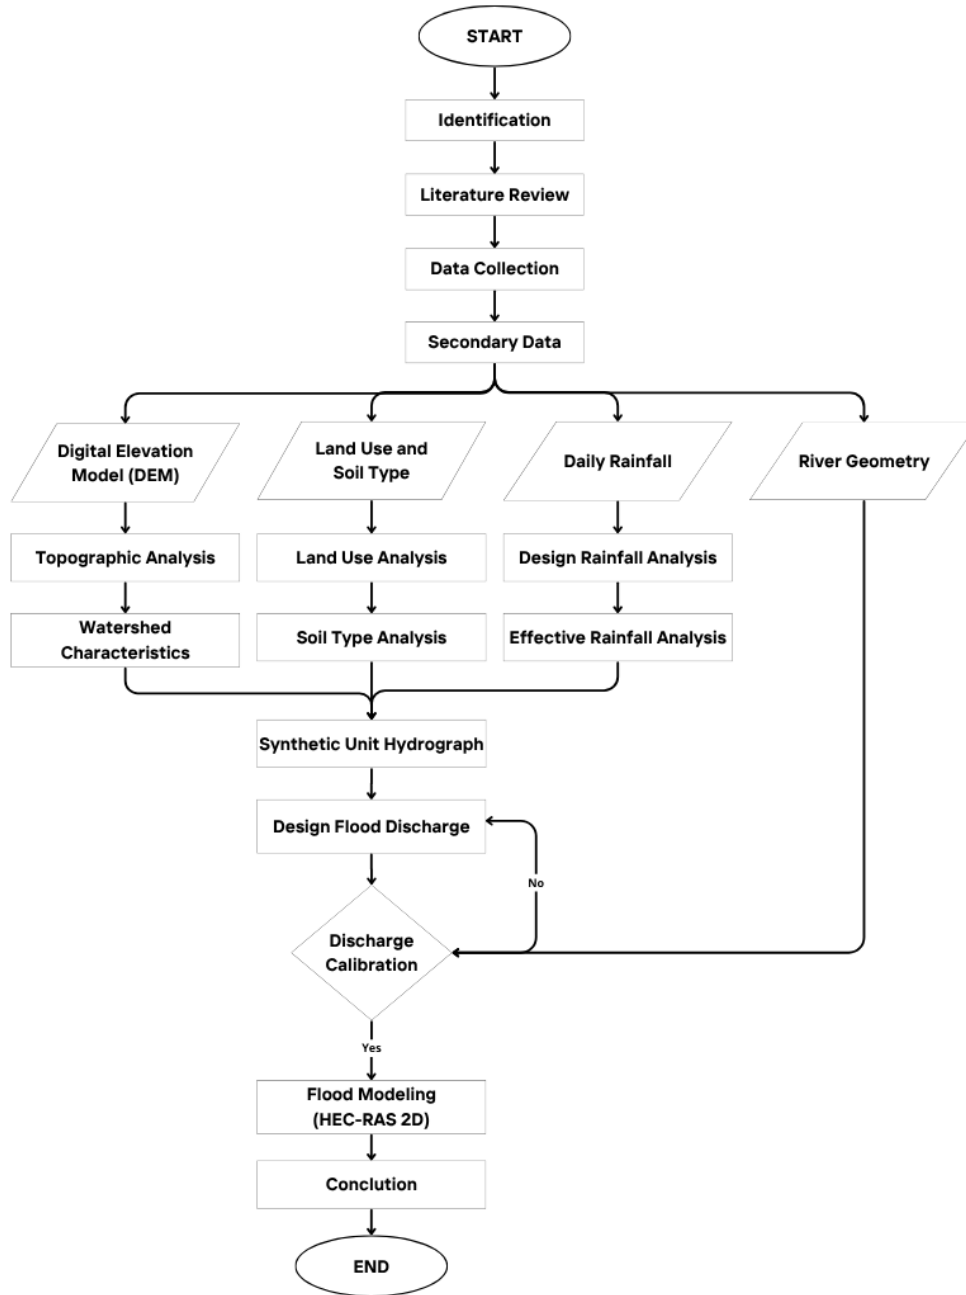 START
Identification
Literature Review
Data Collection
Secondary Data
Digital Elevation
Model (DEM)
Land Use and
Soil Type
Daily Rainfall
River Geometry
Topographic Analysis
Land Use Analysis
Design Rainfall Analysis
Watershed
Characteristics
Soil Type Analysis
Effective Rainfall Analysis
Synthetic Unit Hydrograph
Design Flood Discharge
No
Discharge
Calibration
Yes
Flood Modeling
(HEC-RAS 2D)
Conclution
END